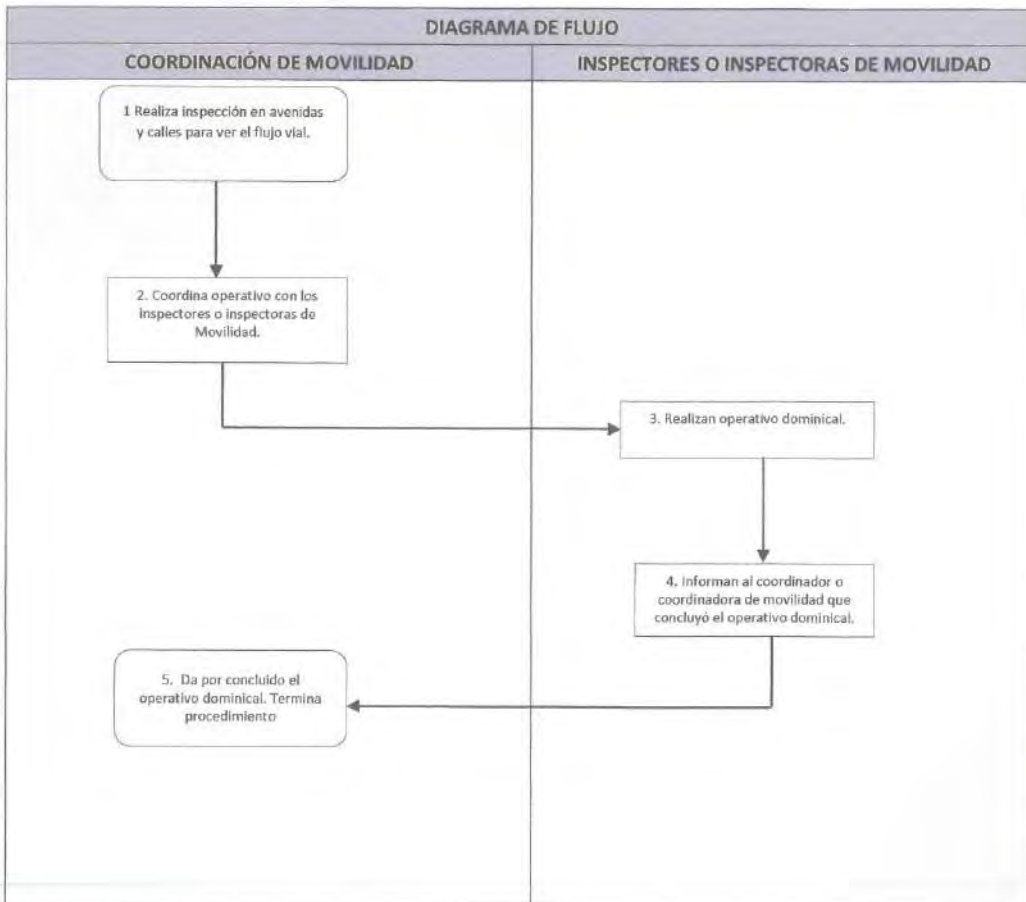 DIAGRAMA DE FLUJO
COORDINACIÓN DE MOVILIDAD
INSPECTORES O INSPECTORAS DE MOVILIDAD
1 Realiza inspección en avenidas
y calles para ver el flujo vial.
2. Coordina operativo con los
inspectores o inspectoras de
Movilidad.
3. Realizan operativo dominical.
4. Informan al coordinador o
coordinadora de movilidad que
concluyó el operativo dominical.
5. Da por concluido el
operativo dominical. Termina
procedimiento